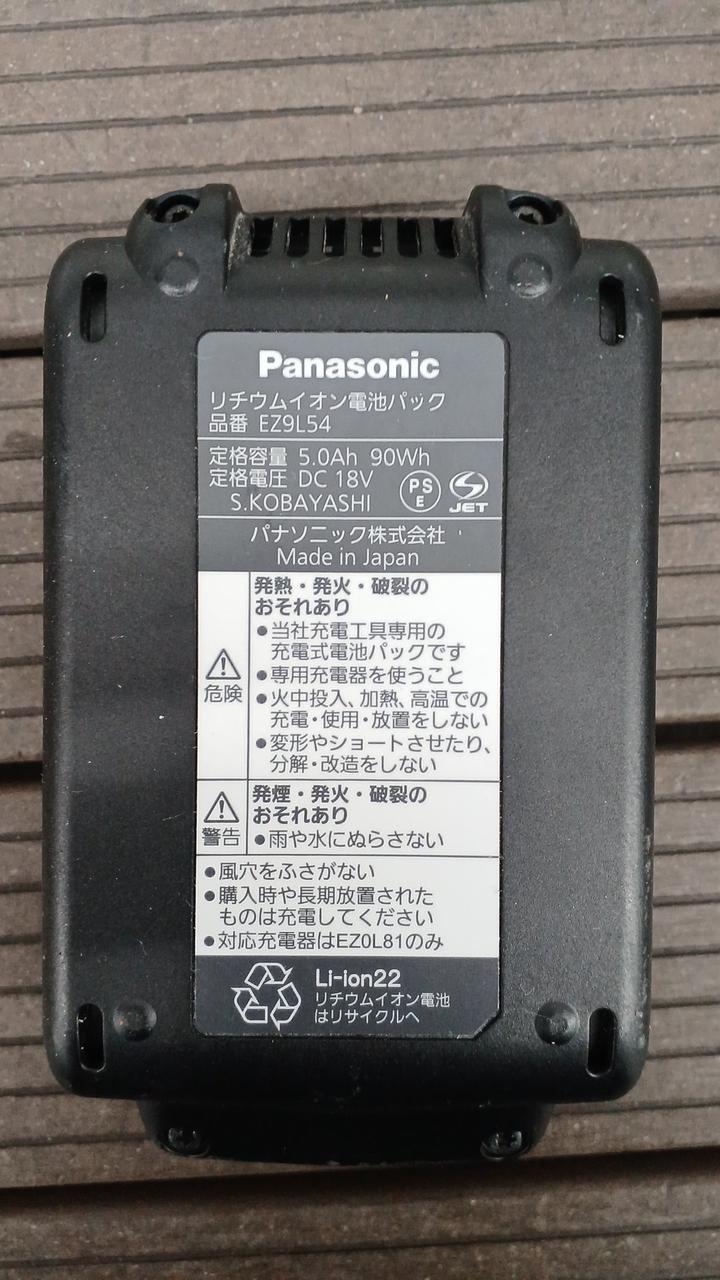 Panasonic
リチウムイオン電池パック
品番 EZ9L54
定格容量 5.0Ah 90Wh
定格電圧 DC 18V
S.KOBAYASHI
PS
E
JET
パナソニック株式会社
Made in Japan
危険
発熱・発火・破裂の
おそれあり
●当社充電工具専用の
充電式電池パックです
●専用充電器を使うこと
●火中投入、加熱、高温での
充電・使用・放置をしない
●変形やショートさせたり、
分解・改造をしない
警告
発煙・発火・破裂の
おそれあり
●雨や水にぬらさない
●風穴をふさがない
●購入時や長期放置された
ものは充電してください
●対応充電器はEZ0L81のみ
Li-ion22
リチウムイオン電池
はリサイクルへ